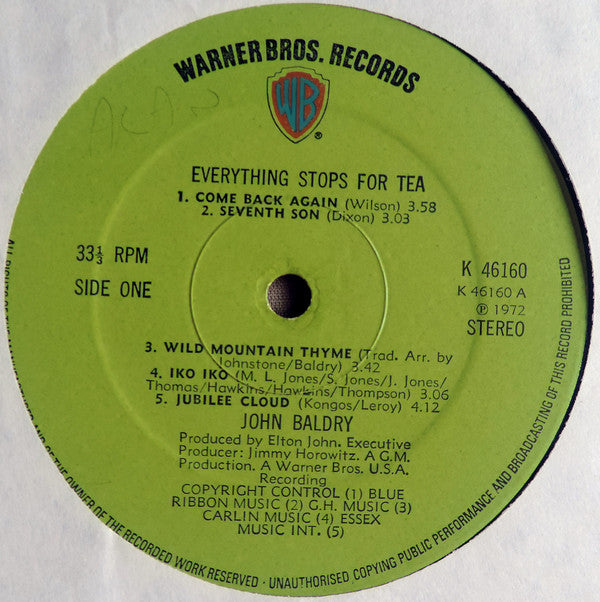 WARNER BROS. RECORDS
WB
®
ALAN
EVERYTHING STOPS FOR TEA
1. COME BACK AGAIN (Wilson) 3.58
2. SEVENTH SON (Dixon) 3.03
33⅓ RPM
SIDE ONE
K 46160
K 46160 A
℗ 1972
STEREO
3. WILD MOUNTAIN THYME (Trad. Arr. by
Johnstone/Baldry) 3.42
4. IKO IKO (M. L. Jones/S. Jones/J. Jones/
Thomas/Hawkins/Hawkins/Thompson) 3.06
5. JUBILEE CLOUD (Kongos/Leroy) 4.12
JOHN BALDRY
Produced by Elton John. Executive
Producer: Jimmy Horowitz. A G.M.
Production. A Warner Bros. U.S.A.
Recording
COPYRIGHT CONTROL (1) BLUE
RIBBON MUSIC (2) G.H. MUSIC (3)
CARLIN MUSIC (4) ESSEX
MUSIC INT. (5)
ALL RIGHTS OF THE OWNER OF THE RECORDED WORK RESERVED · UNAUTHORISED COPYING PUBLIC PERFORMANCE AND BROADCASTING OF THIS RECORD PROHIBITED